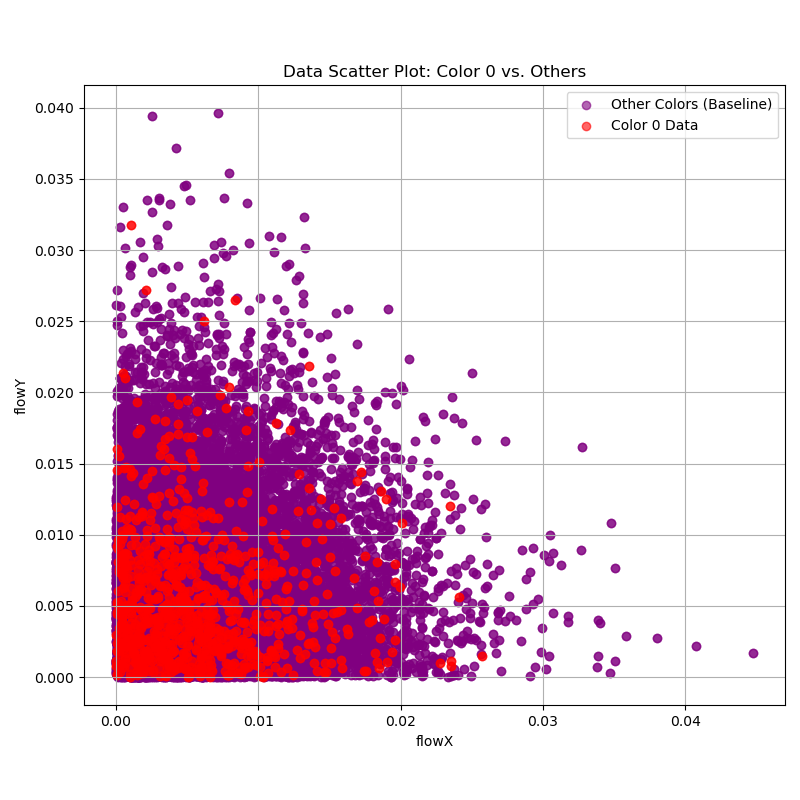 Data Scatter Plot: Color 0 vs. Others
Other Colors (Baseline)
Color 0 Data
0.040
0.035
0.030
0.025
0.020
0.015
0.010
0.005
0.000
flowY
0.00 0.01 0.02 0.03 0.04
flowX